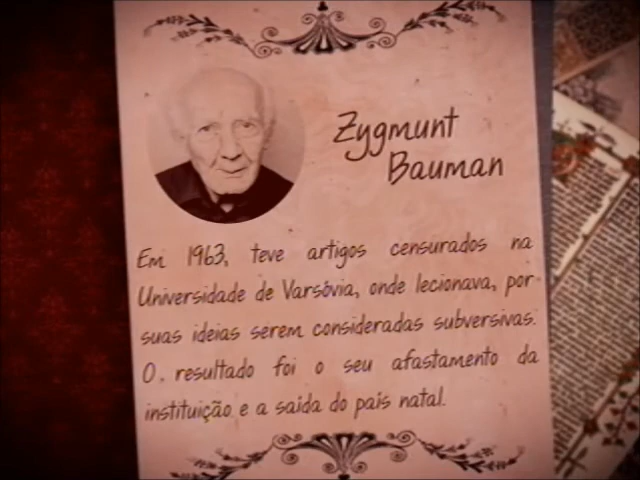 Zygmunt
Bauman
Em 1963, teve artigos censurados na
Universidade de Varsóvia, onde lecionava, por
suas ideias serem consideradas subversivas.
O resultado foi o seu afastamento da
instituição e a saída do país natal.